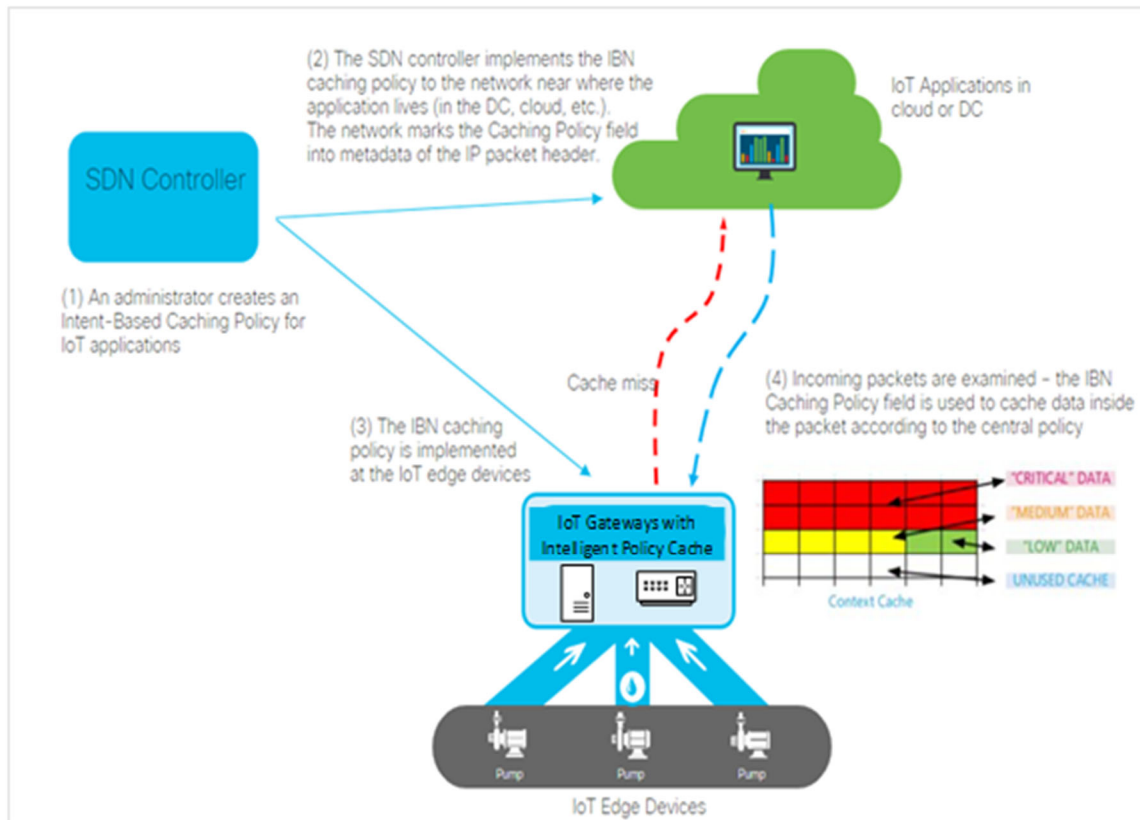 (2) The SDN controller implements the IBN
caching policy to the network near where the
application lives (in the DC, cloud, etc.).
The network marks the Caching Policy field
into metadata of the IP packet header.
IoT Applications in
cloud or DC
SDN Controller
(1) An administrator creates an
Intent-Based Caching Policy for
IoT applications
Cache miss
(3) The IBN caching
policy is implemented
at the IoT edge devices
(4) Incoming packets are examined – the IBN
Caching Policy field is used to cache data inside
the packet according to the central policy
"CRITICAL" DATA
"MEDIUM" DATA
"LOW" DATA
UNUSED CACHE
Context Cache
IoT Gateways with
Intelligent Policy Cache
Pump
Pump
Pump
IoT Edge Devices